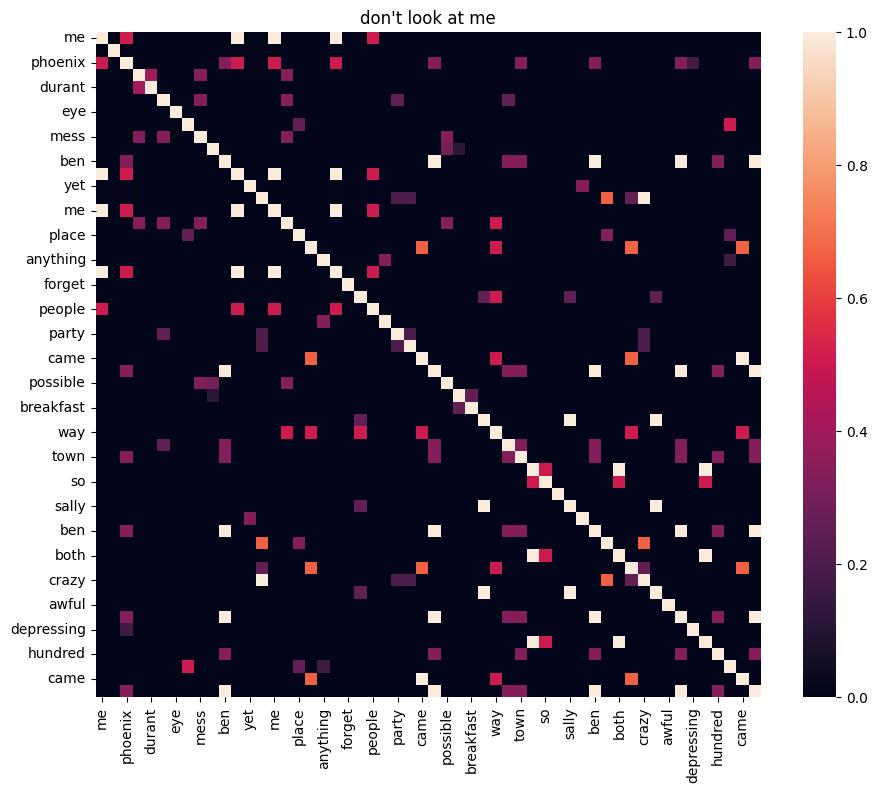 don't look at me
me
phoenix
durant
eye
mess
ben
yet
me
place
anything
forget
people
party
came
possible
breakfast
way
town
so
sally
ben
both
crazy
awful
depressing
hundred
came
1.0
0.8
0.6
0.4
0.2
0.0
me
phoenix
durant
eye
mess
ben
yet
me
place
anything
forget
people
party
came
possible
breakfast
way
town
so
sally
ben
both
crazy
awful
depressing
hundred
came